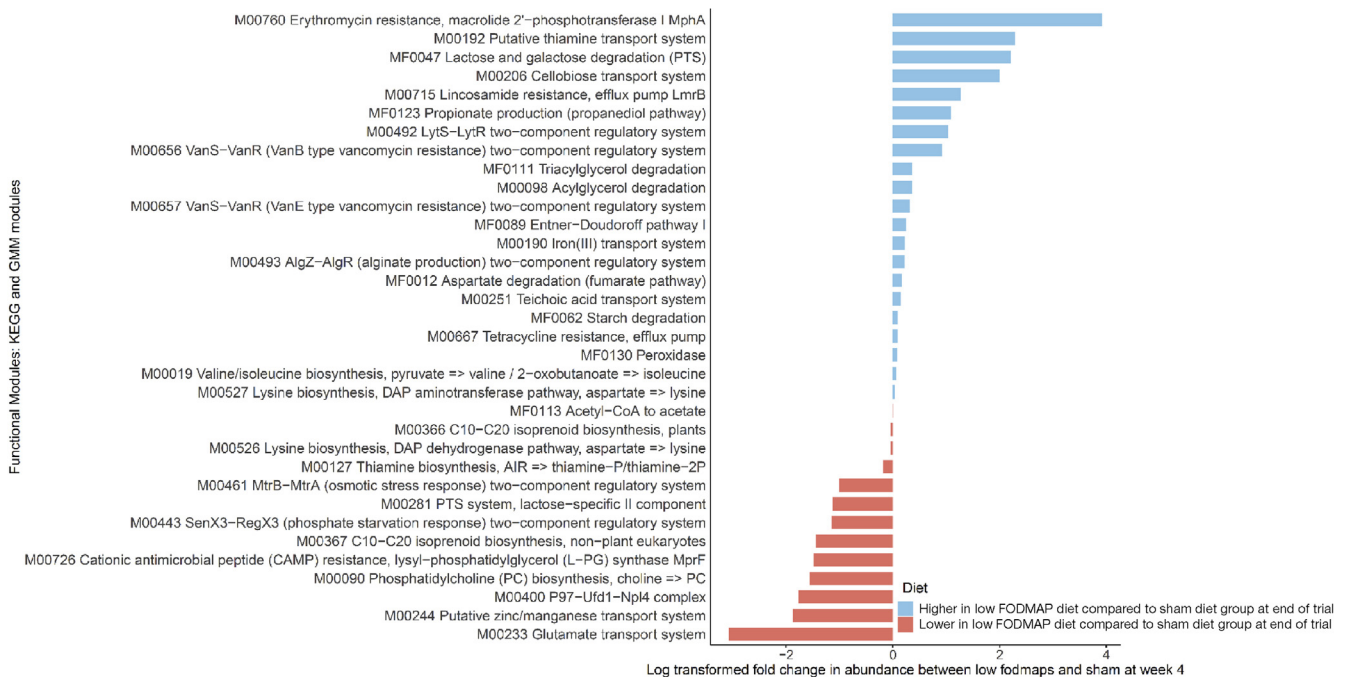 Functional Modules: KEGG and GMM modules
M00760 Erythromycin resistance, macrolide 2'−phosphotransferase I MphA
M00192 Putative thiamine transport system
MF0047 Lactose and galactose degradation (PTS)
M00206 Cellobiose transport system
M00715 Lincosamide resistance, efflux pump LmrB
MF0123 Propionate production (propanediol pathway)
M00492 LytS−LytR two−component regulatory system
M00656 VanS−VanR (VanB type vancomycin resistance) two−component regulatory system
MF0111 Triacylglycerol degradation
M00098 Acylglycerol degradation
M00657 VanS−VanR (VanE type vancomycin resistance) two−component regulatory system
MF0089 Entner−Doudoroff pathway I
M00190 Iron(III) transport system
M00493 AlgZ−AlgR (alginate production) two−component regulatory system
MF0012 Aspartate degradation (fumarate pathway)
M00251 Teichoic acid transport system
MF0062 Starch degradation
M00667 Tetracycline resistance, efflux pump
MF0130 Peroxidase
M00019 Valine/isoleucine biosynthesis, pyruvate => valine / 2−oxobutanoate => isoleucine
M00527 Lysine biosynthesis, DAP aminotransferase pathway, aspartate => lysine
MF0113 Acetyl−CoA to acetate
M00366 C10−C20 isoprenoid biosynthesis, plants
M00526 Lysine biosynthesis, DAP dehydrogenase pathway, aspartate => lysine
M00127 Thiamine biosynthesis, AIR => thiamine−P/thiamine−2P
M00461 MtrB−MtrA (osmotic stress response) two−component regulatory system
M00281 PTS system, lactose−specific II component
M00443 SenX3−RegX3 (phosphate starvation response) two−component regulatory system
M00367 C10−C20 isoprenoid biosynthesis, non−plant eukaryotes
M00726 Cationic antimicrobial peptide (CAMP) resistance, lysyl−phosphatidylglycerol (L−PG) synthase MprF
M00090 Phosphatidylcholine (PC) biosynthesis, choline => PC
M00400 P97−Ufd1−Npl4 complex
M00244 Putative zinc/manganese transport system
M00233 Glutamate transport system
Diet
Higher in low FODMAP diet compared to sham diet group at end of trial
Lower in low FODMAP diet compared to sham diet group at end of trial
−2 0 2 4
Log transformed fold change in abundance between low fodmaps and sham at week 4